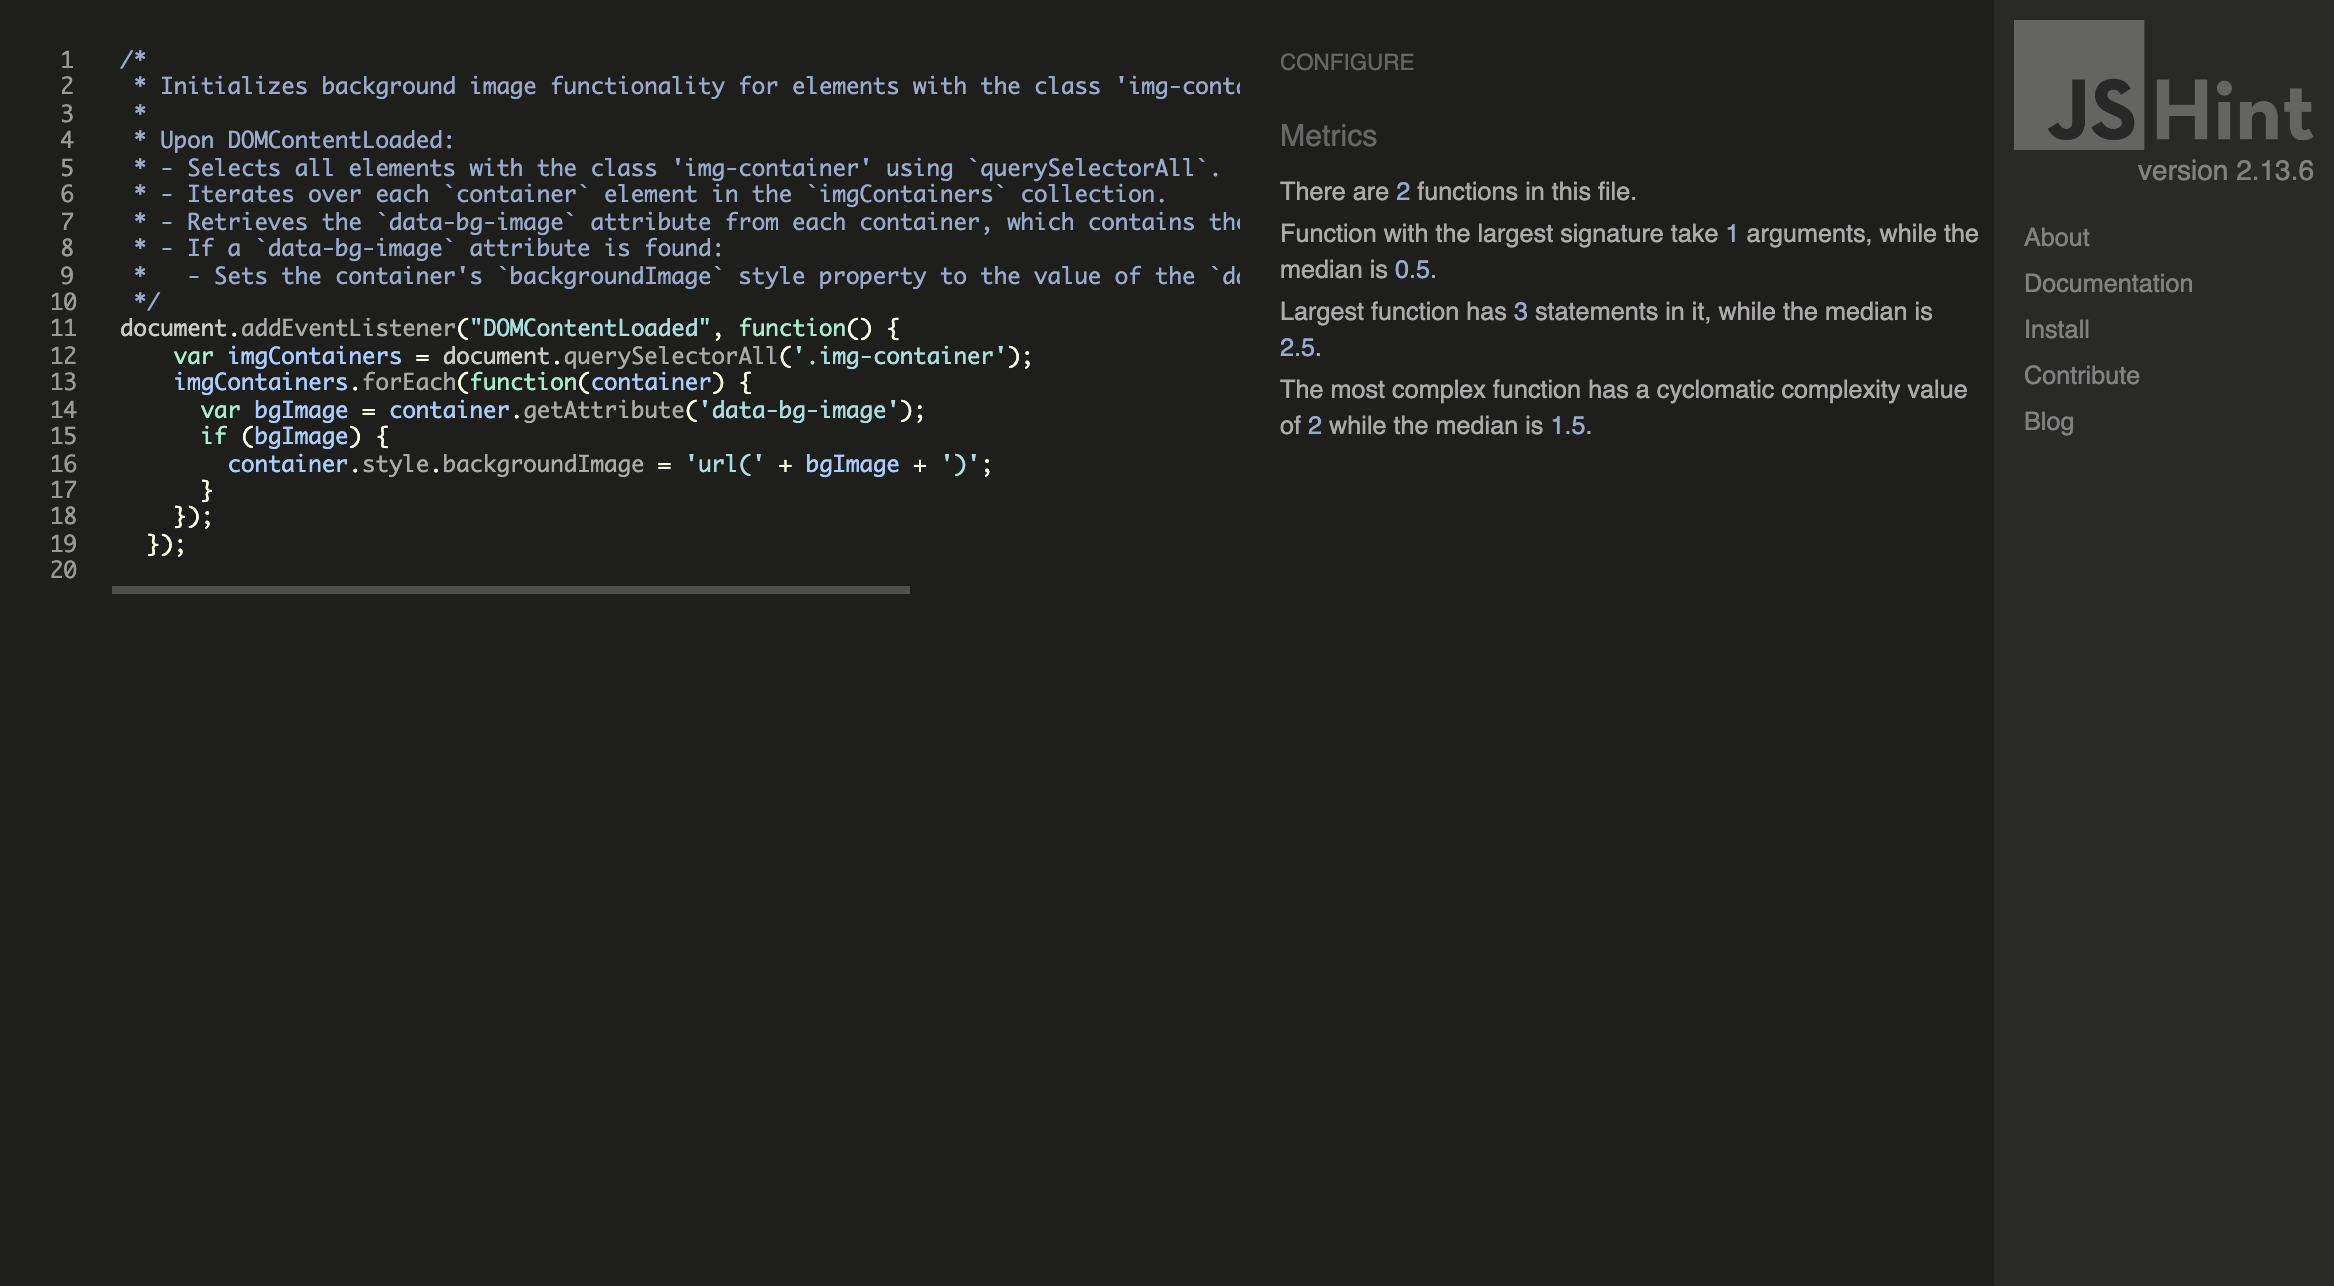 1 /*
2  * Initializes background image functionality for elements with the class 'img-cont
3  *
4  * Upon DOMContentLoaded:
5  * - Selects all elements with the class 'img-container' using `querySelectorAll`.
6  * - Iterates over each `container` element in the `imgContainers` collection.
7  * - Retrieves the `data-bg-image` attribute from each container, which contains the
8  * - If a `data-bg-image` attribute is found:
9  *   - Sets the container's `backgroundImage` style property to the value of the `d
10  */
11 document.addEventListener("DOMContentLoaded", function() {
12     var imgContainers = document.querySelectorAll('.img-container');
13     imgContainers.forEach(function(container) {
14       var bgImage = container.getAttribute('data-bg-image');
15       if (bgImage) {
16         container.style.backgroundImage = 'url(' + bgImage + ')';
17       }
18     });
19   });
20
CONFIGURE
Metrics
There are 2 functions in this file.
Function with the largest signature take 1 arguments, while the
median is 0.5.
Largest function has 3 statements in it, while the median is
2.5.
The most complex function has a cyclomatic complexity value
of 2 while the median is 1.5.
JSHint
version 2.13.6
About
Documentation
Install
Contribute
Blog